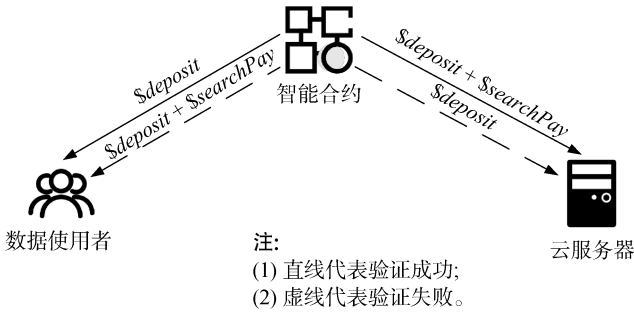 智能合约
$deposit
$deposit + $searchPay
$deposit + $searchPay
$deposit
数据使用者
云服务器
注:
(1) 直线代表验证成功;
(2) 虚线代表验证失败。